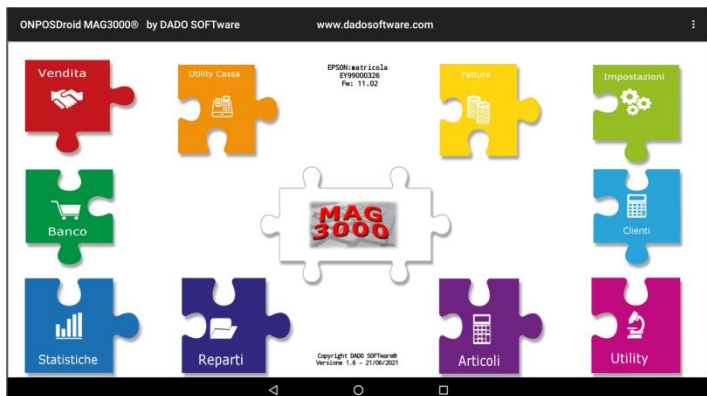 ONPOSDroid MAG3000® by DADO SOFTware www.dadosoftware.com
Vendita
Utility Cassa
EPSON:matricola
EY99000326
Fw: 11.02
Fatture
Impostazioni
Banco
MAG
3000
Clienti
Statistiche
Reparti
Copyright DADO SOFTware®
Versione 1.6 - 21/06/2021
Articoli
Utility